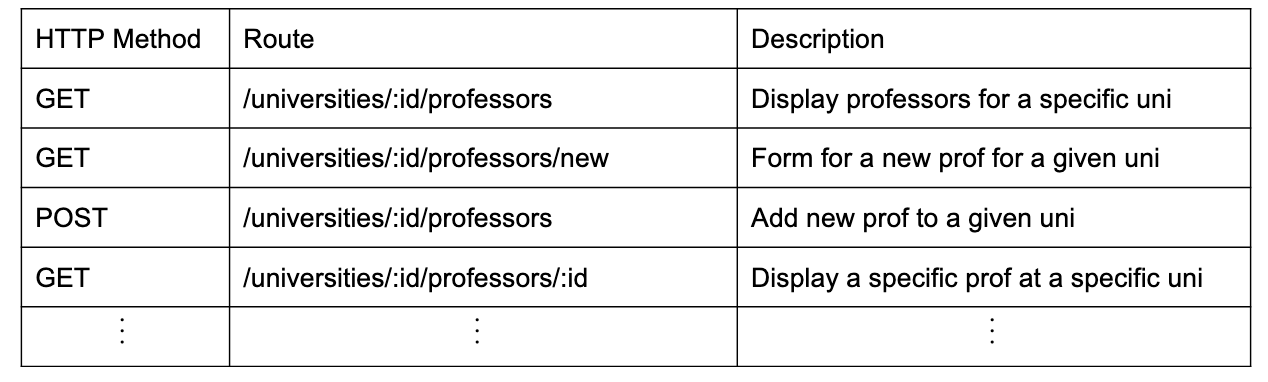 HTTP Method Route Description
GET /universities/:id/professors Display professors for a specific uni
GET /universities/:id/professors/new Form for a new prof for a given uni
POST /universities/:id/professors Add new prof to a given uni
GET /universities/:id/professors/:id Display a specific prof at a specific uni
⋮ ⋮ ⋮